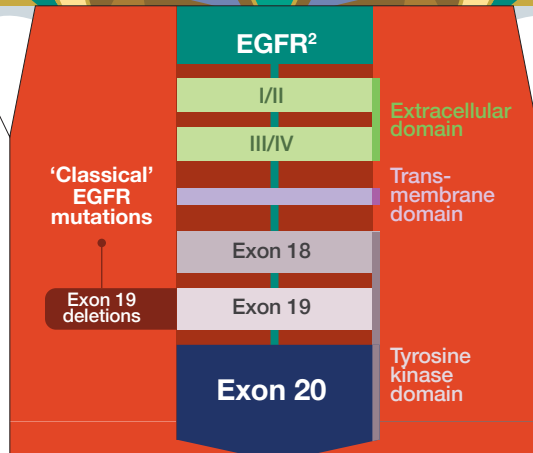 EGFR²
I/II
III/IV
Extracellular
domain
'Classical'
EGFR
mutations
Trans-
membrane
domain
Exon 18
Exon 19
deletions
Exon 19
Tyrosine
kinase
domain
Exon 20